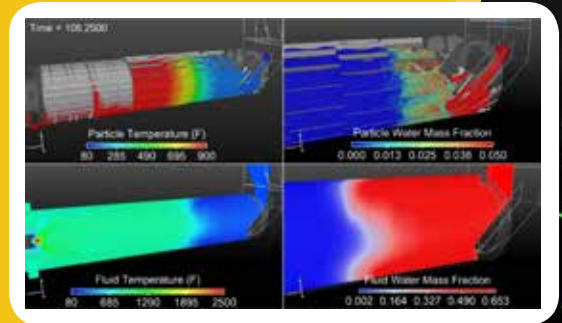 Time = 106.2500
Particle Temperature (F)
80 285 490 695 900
Particle Water Mass Fraction
0.000 0.013 0.025 0.038 0.050
Fluid Temperature (F)
80 685 1290 1895 2500
Fluid Water Mass Fraction
0.002 0.164 0.327 0.490 0.653